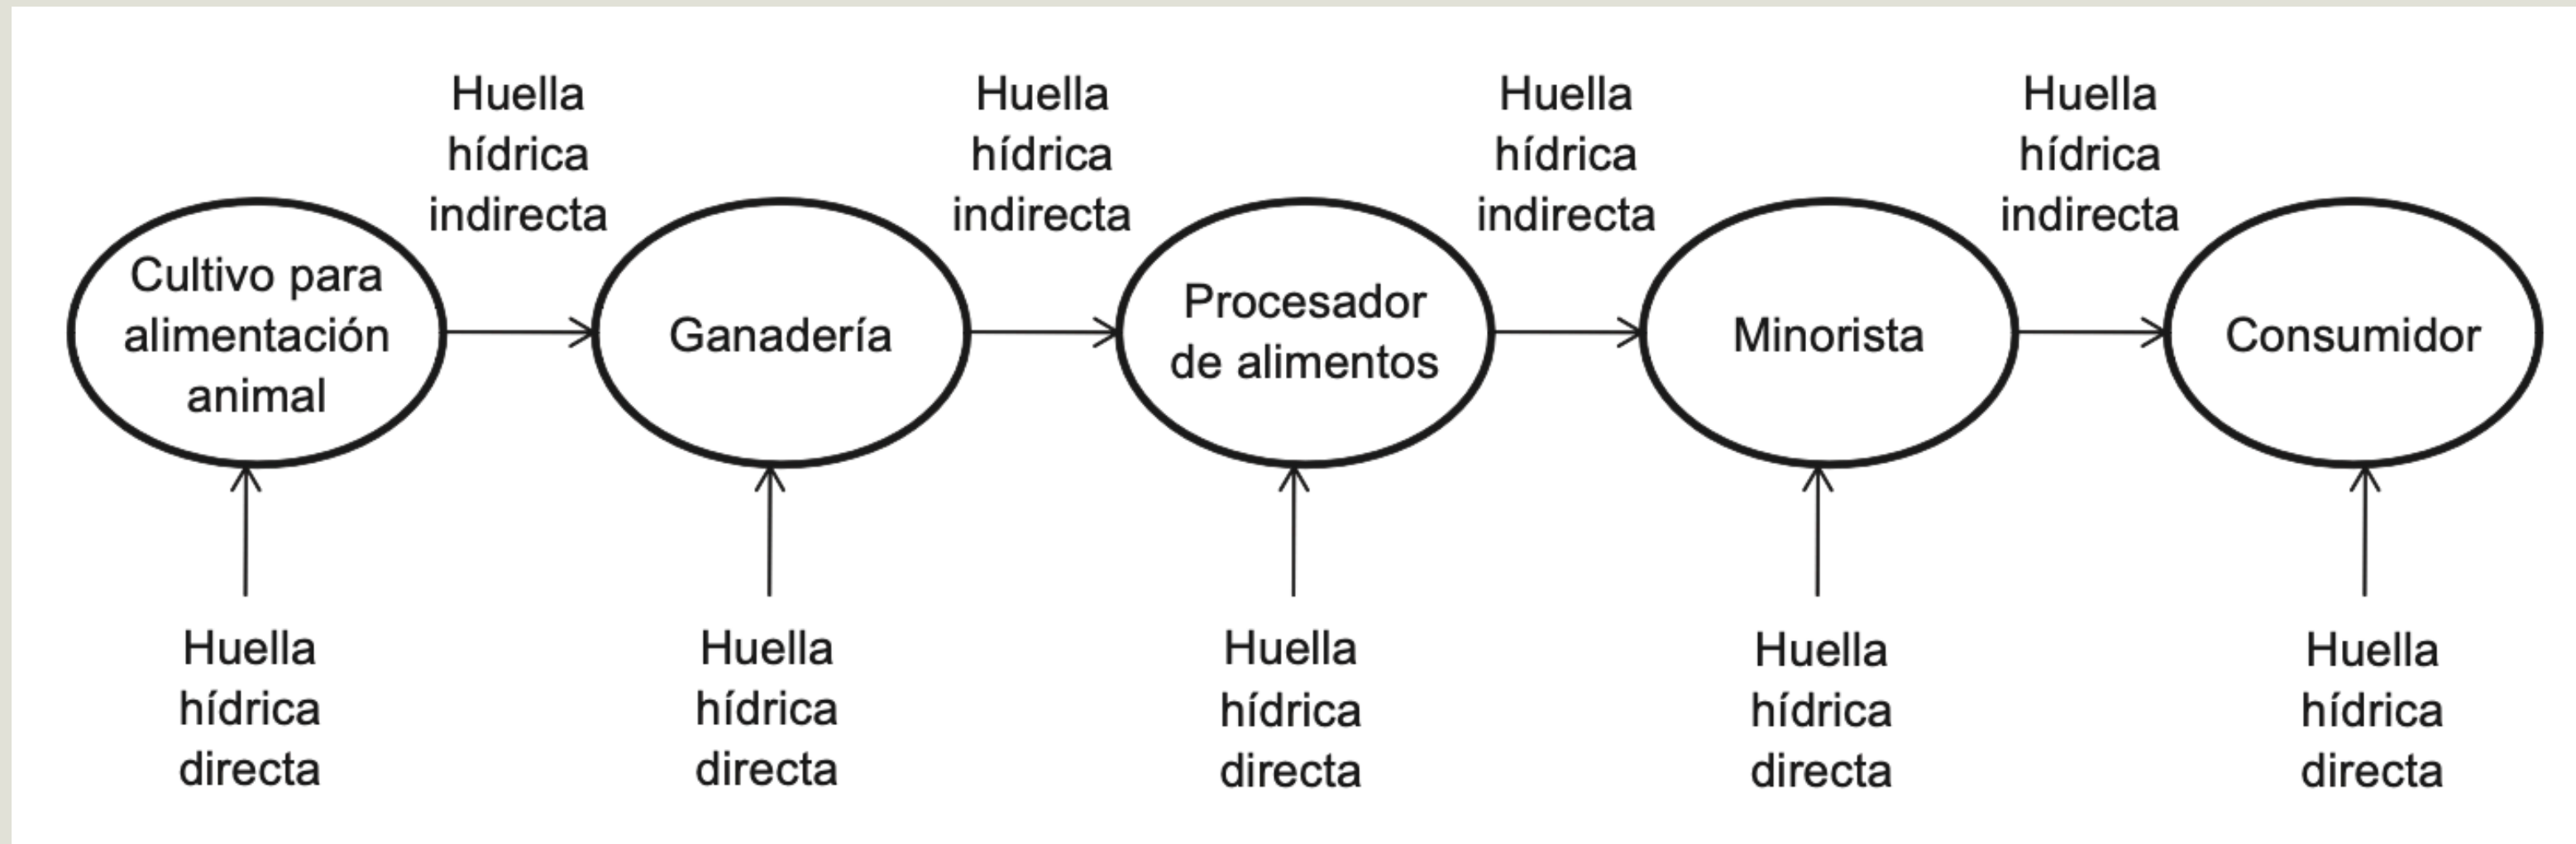 Huella
hídrica
indirecta
Huella
hídrica
indirecta
Huella
hídrica
indirecta
Huella
hídrica
indirecta
Cultivo para
alimentación
animal
Ganadería
Procesador
de alimentos
Minorista
Consumidor
Huella
hídrica
directa
Huella
hídrica
directa
Huella
hídrica
directa
Huella
hídrica
directa
Huella
hídrica
directa